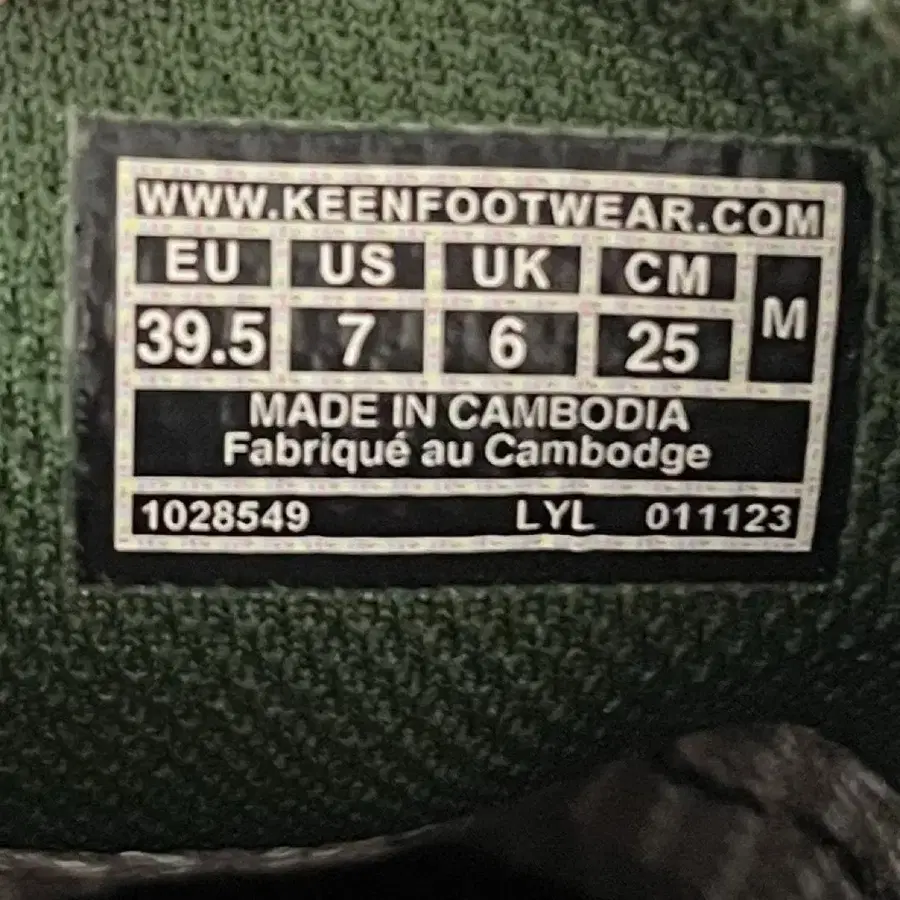 WWW.KEENFOOTWEAR.COM
EU US UK CM M
39.5 7 6 25
MADE IN CAMBODIA
Fabriqué au Cambodge
1028549 LYL 011123